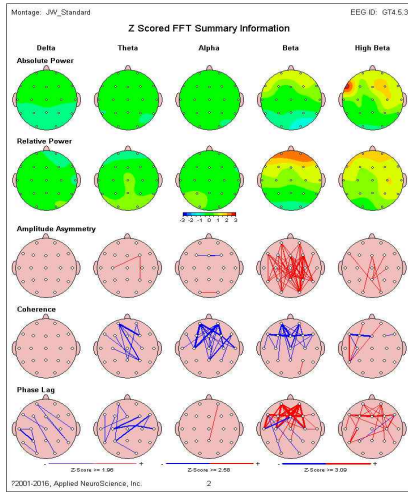 Montage: JW_Standard EEG ID: GT4.5.3
Z Scored FFT Summary Information
Delta Theta Alpha Beta High Beta
Absolute Power
Relative Power
-3 -2 -1 0 1 2 3
Amplitude Asymmetry
Coherence
Phase Lag
- + - + - +
Z-Score >= 1.96 Z-Score >= 2.58 Z-Score >= 3.09
?2001-2016, Applied NeuroScience, Inc. 2